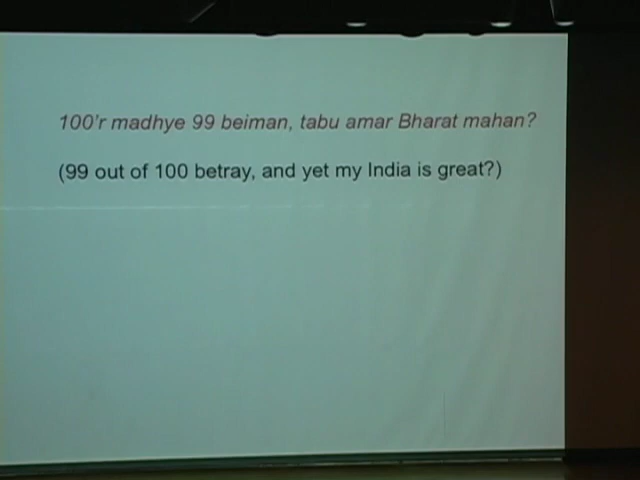 100'r madhye 99 beiman, tabu amar Bharat mahan?
(99 out of 100 betray, and yet my India is great?)